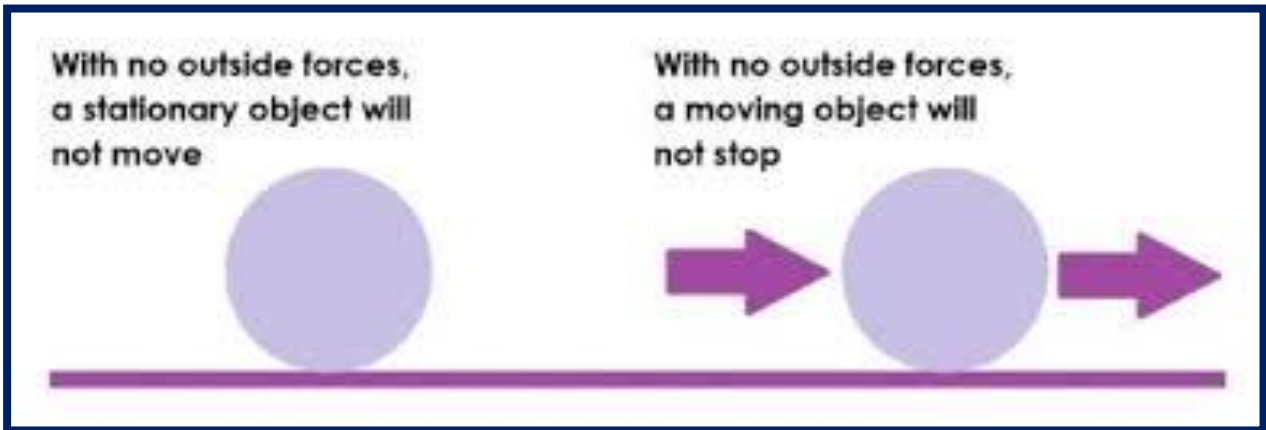 With no outside forces,
a stationary object will
not move
With no outside forces,
a moving object will
not stop